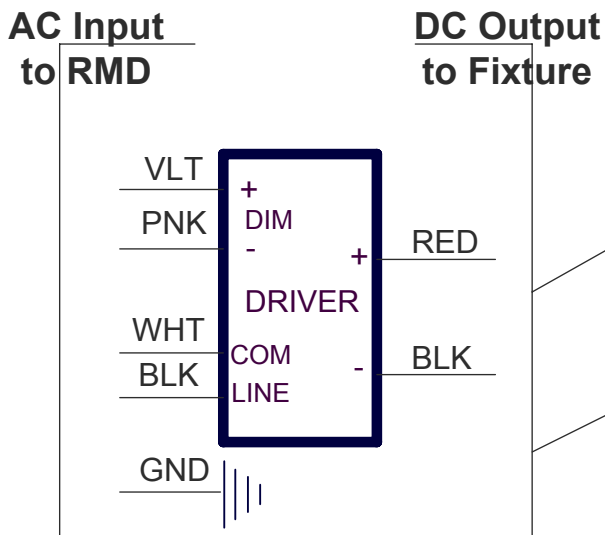 AC Input
to RMD
DC Output
to Fixture
VLT
+
DIM
PNK
-
+
RED
DRIVER
WHT
COM
-
BLK
BLK
LINE
GND